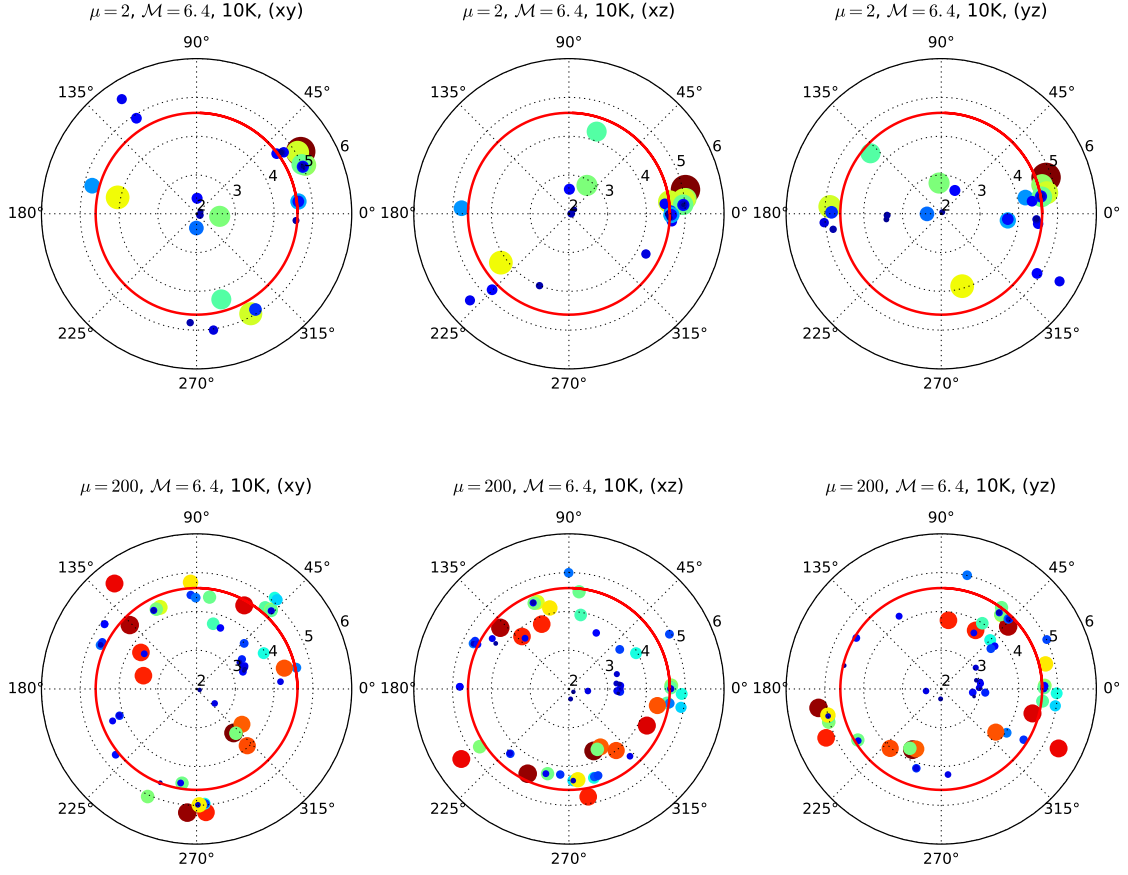 μ = 2, ℳ = 6.4, 10K, (xy)
μ = 2, ℳ = 6.4, 10K, (xz)
μ = 2, ℳ = 6.4, 10K, (yz)
90° 90° 90°
135° 45° 135° 45° 135° 45°
6 6 6
5 5 5
4 4 4
3 3 3
2 2 2
180° 0° 180° 0° 180° 0°
225° 315° 225° 315° 225° 315°
270° 270° 270°
μ = 200, ℳ = 6.4, 10K, (xy)
μ = 200, ℳ = 6.4, 10K, (xz)
μ = 200, ℳ = 6.4, 10K, (yz)
90° 90° 90°
135° 45° 135° 45° 135° 45°
6 6 6
5 5 5
4 4 4
3 3 3
2 2 2
180° 0° 180° 0° 180° 0°
225° 315° 225° 315° 225° 315°
270° 270° 270°